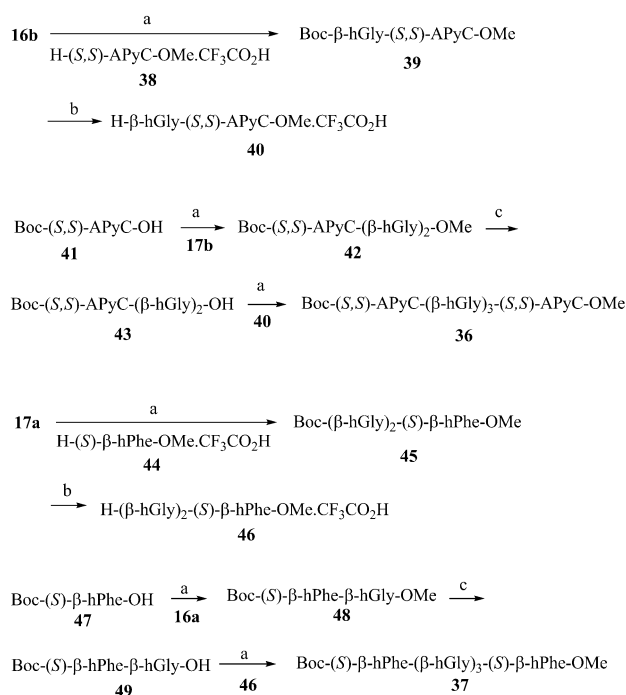 a
16b Boc-β-hGly-(S,S)-APyC-OMe
H-(S,S)-APyC-OMe.CF₃CO₂H
38 39
b
H-β-hGly-(S,S)-APyC-OMe.CF₃CO₂H
40
a c
Boc-(S,S)-APyC-OH Boc-(S,S)-APyC-(β-hGly)₂-OMe
41 17b 42
a
Boc-(S,S)-APyC-(β-hGly)₂-OH Boc-(S,S)-APyC-(β-hGly)₃-(S,S)-APyC-OMe
43 40 36
a
17a Boc-(β-hGly)₂-(S)-β-hPhe-OMe
H-(S)-β-hPhe-OMe.CF₃CO₂H
44 45
b
H-(β-hGly)₂-(S)-β-hPhe-OMe.CF₃CO₂H
46
a c
Boc-(S)-β-hPhe-OH Boc-(S)-β-hPhe-β-hGly-OMe
47 16a 48
a
Boc-(S)-β-hPhe-β-hGly-OH Boc-(S)-β-hPhe-(β-hGly)₃-(S)-β-hPhe-OMe
49 46 37